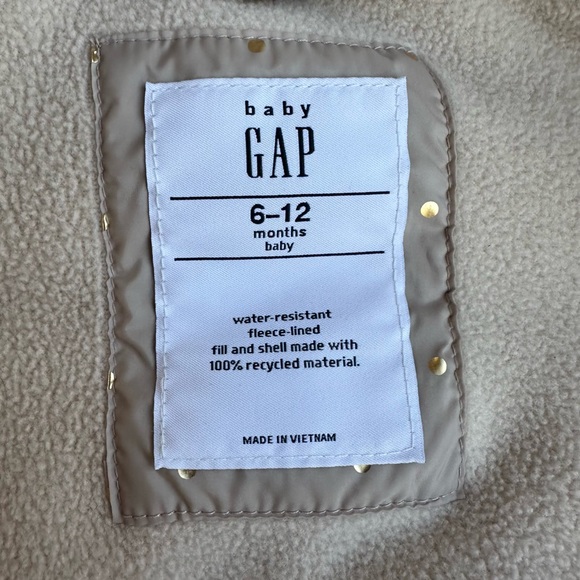 baby
GAP
6–12
months
baby
water-resistant
fleece-lined
fill and shell made with
100% recycled material.
MADE IN VIETNAM